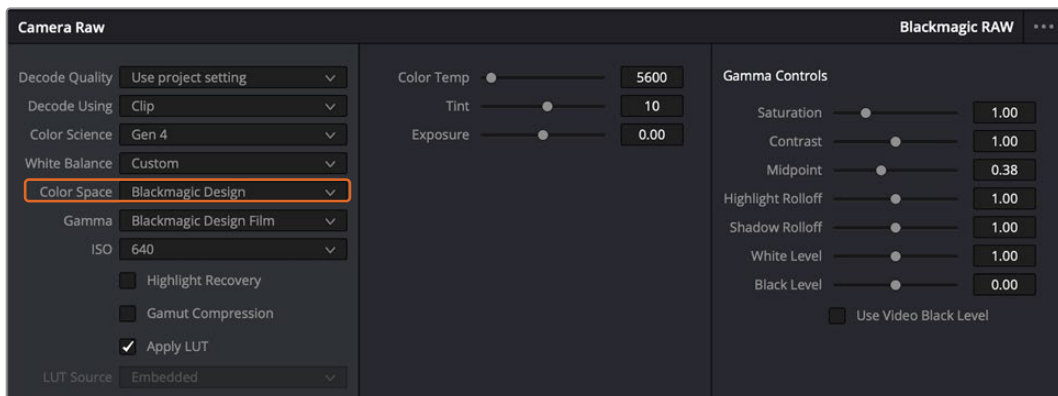 Camera Raw
Blackmagic RAW
Decode Quality Use project setting
Decode Using Clip
Color Science Gen 4
White Balance Custom
Color Space Blackmagic Design
Gamma Blackmagic Design Film
ISO 640
Highlight Recovery
Gamut Compression
Apply LUT
LUT Source Embedded
Color Temp 5600
Tint 10
Exposure 0.00
Gamma Controls
Saturation 1.00
Contrast 1.00
Midpoint 0.38
Highlight Rolloff 1.00
Shadow Rolloff 1.00
White Level 1.00
Black Level 0.00
Use Video Black Level